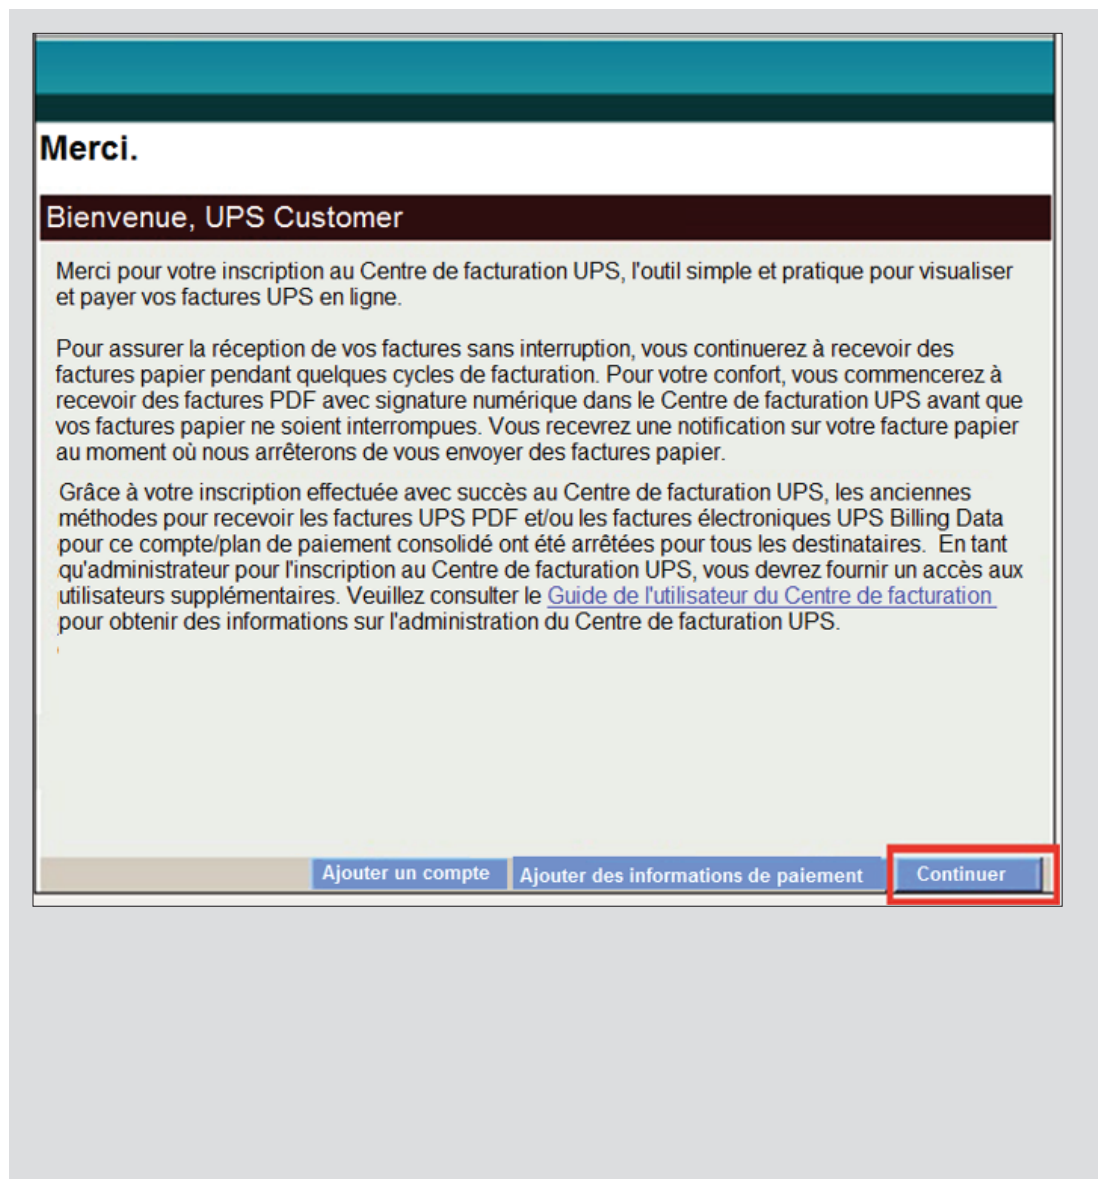 Merci.
Bienvenue, UPS Customer
Merci pour votre inscription au Centre de facturation UPS, l'outil simple et pratique pour visualiser
et payer vos factures UPS en ligne.
Pour assurer la réception de vos factures sans interruption, vous continuerez à recevoir des
factures papier pendant quelques cycles de facturation. Pour votre confort, vous commencerez à
recevoir des factures PDF avec signature numérique dans le Centre de facturation UPS avant que
vos factures papier ne soient interrompues. Vous recevrez une notification sur votre facture papier
au moment où nous arrêterons de vous envoyer des factures papier.
Grâce à votre inscription effectuée avec succès au Centre de facturation UPS, les anciennes
méthodes pour recevoir les factures UPS PDF et/ou les factures électroniques UPS Billing Data
pour ce compte/plan de paiement consolidé ont été arrêtées pour tous les destinataires. En tant
qu'administrateur pour l'inscription au Centre de facturation UPS, vous devrez fournir un accès aux
utilisateurs supplémentaires. Veuillez consulter le Guide de l'utilisateur du Centre de facturation
pour obtenir des informations sur l'administration du Centre de facturation UPS.
Ajouter un compte Ajouter des informations de paiement Continuer